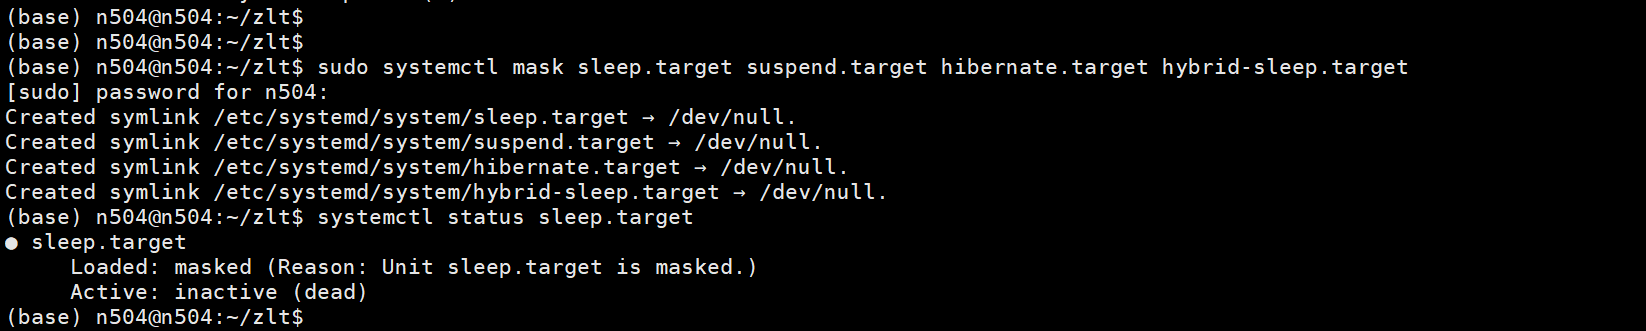 (base) n504@n504:~/zlt$
(base) n504@n504:~/zlt$
(base) n504@n504:~/zlt$ sudo systemctl mask sleep.target suspend.target hibernate.target hybrid-sleep.target
[sudo] password for n504:
Created symlink /etc/systemd/system/sleep.target → /dev/null.
Created symlink /etc/systemd/system/suspend.target → /dev/null.
Created symlink /etc/systemd/system/hibernate.target → /dev/null.
Created symlink /etc/systemd/system/hybrid-sleep.target → /dev/null.
(base) n504@n504:~/zlt$ systemctl status sleep.target
● sleep.target
     Loaded: masked (Reason: Unit sleep.target is masked.)
     Active: inactive (dead)
(base) n504@n504:~/zlt$